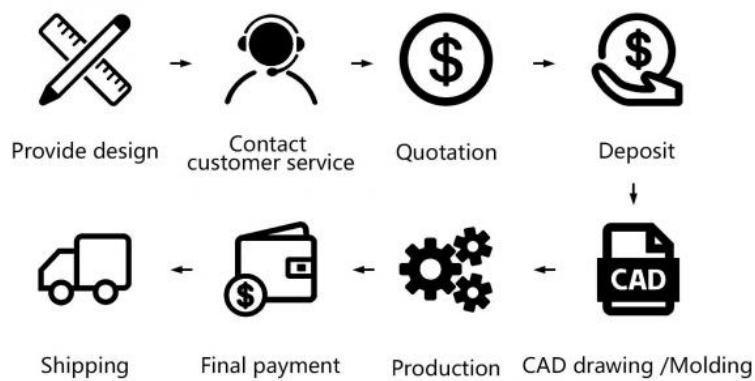 Provide design
Contact
customer service
$
Quotation
$
Deposit
Shipping
$
Final payment
Production
CAD
CAD drawing /Molding